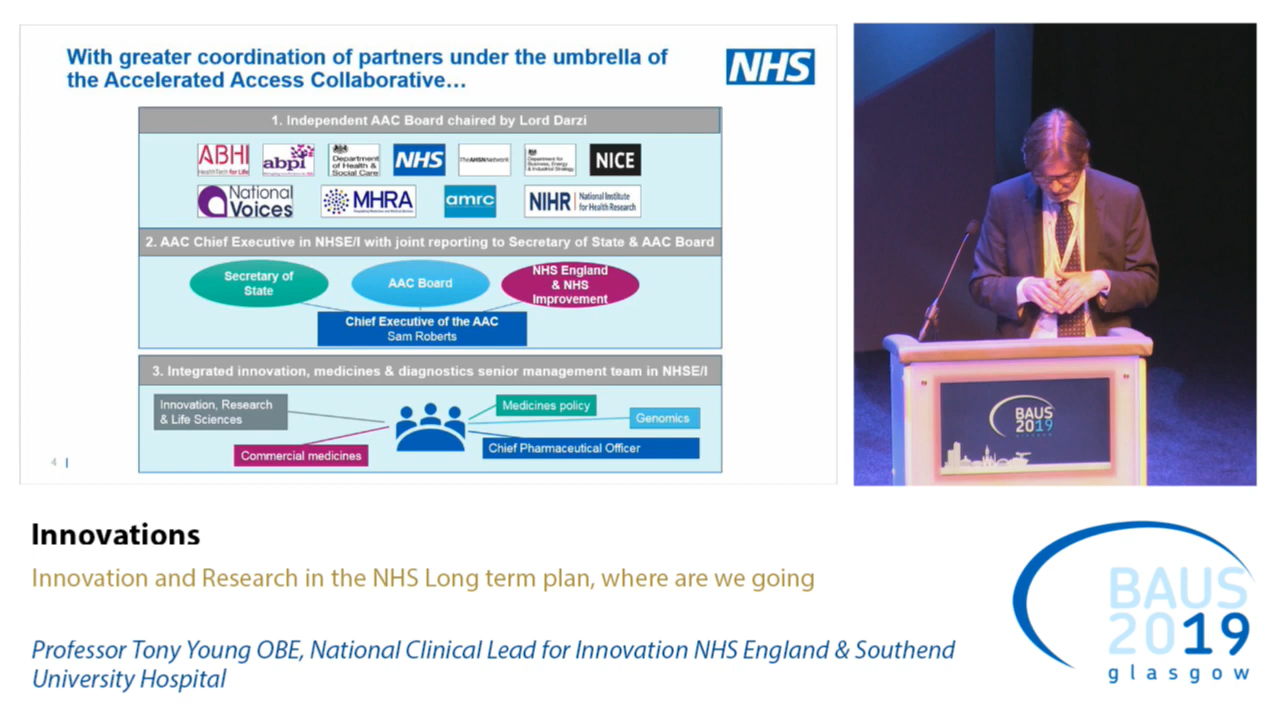 With greater coordination of partners under the umbrella of
the Accelerated Access Collaborative...
NHS
1. Independent AAC Board chaired by Lord Darzi
ABHI
HealthTech for Life
abpi
Department
of Health &
Social Care
NHS
TheAHSNNetwork
Department for
Business, Energy
& Industrial Strategy
NICE
National
Voices
MHRA
amrc
NIHR | National Institute
for Health Research
2. AAC Chief Executive in NHSE/I with joint reporting to Secretary of State & AAC Board
Secretary of
State
AAC Board
NHS England
& NHS
Improvement
Chief Executive of the AAC
Sam Roberts
3. Integrated innovation, medicines & diagnostics senior management team in NHSE/I
Innovation, Research
& Life Sciences
Medicines policy
Genomics
Commercial medicines
Chief Pharmaceutical Officer
4 |
BAUS
2019
glasgow
Innovations
Innovation and Research in the NHS Long term plan, where are we going
Professor Tony Young OBE, National Clinical Lead for Innovation NHS England & Southend
University Hospital
BAUS
2019
glasgow